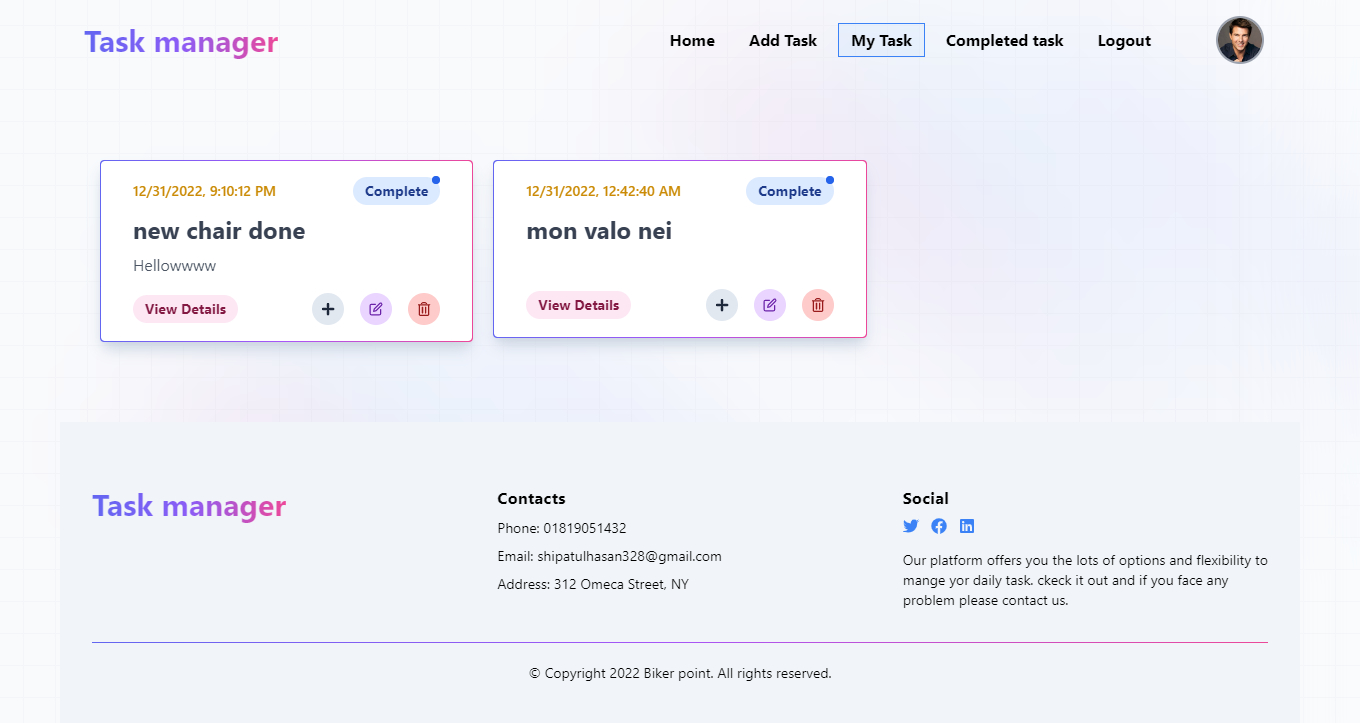 Task manager
Home Add Task My Task Completed task Logout
12/31/2022, 9:10:12 PM Complete
new chair done
Hellowwww
View Details
12/31/2022, 12:42:40 AM Complete
mon valo nei
View Details
Task manager
Contacts
Phone: 01819051432
Email: shipatulhasan328@gmail.com
Address: 312 Omeca Street, NY
Social
Our platform offers you the lots of options and flexibility to
mange yor daily task. ckeck it out and if you face any
problem please contact us.
© Copyright 2022 Biker point. All rights reserved.